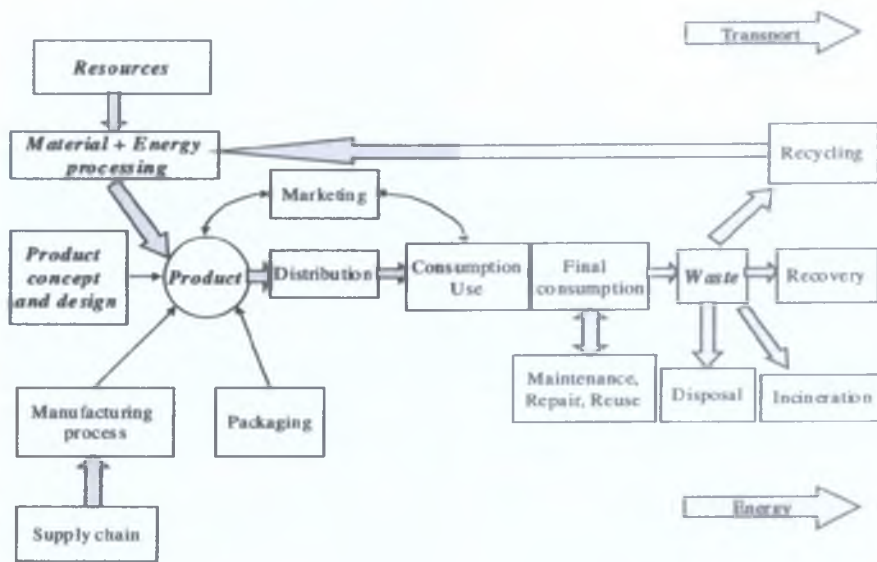 Transport
Resources
Material + Energy
processing
Recycling
Marketing
Product
concept
and design
Product
Distribution
Consumption
Use
Final
consumption
Waste
Recovery
Manufacturing
process
Packaging
Maintenance,
Repair, Reuse
Disposal
Incineration
Supply chain
Energy